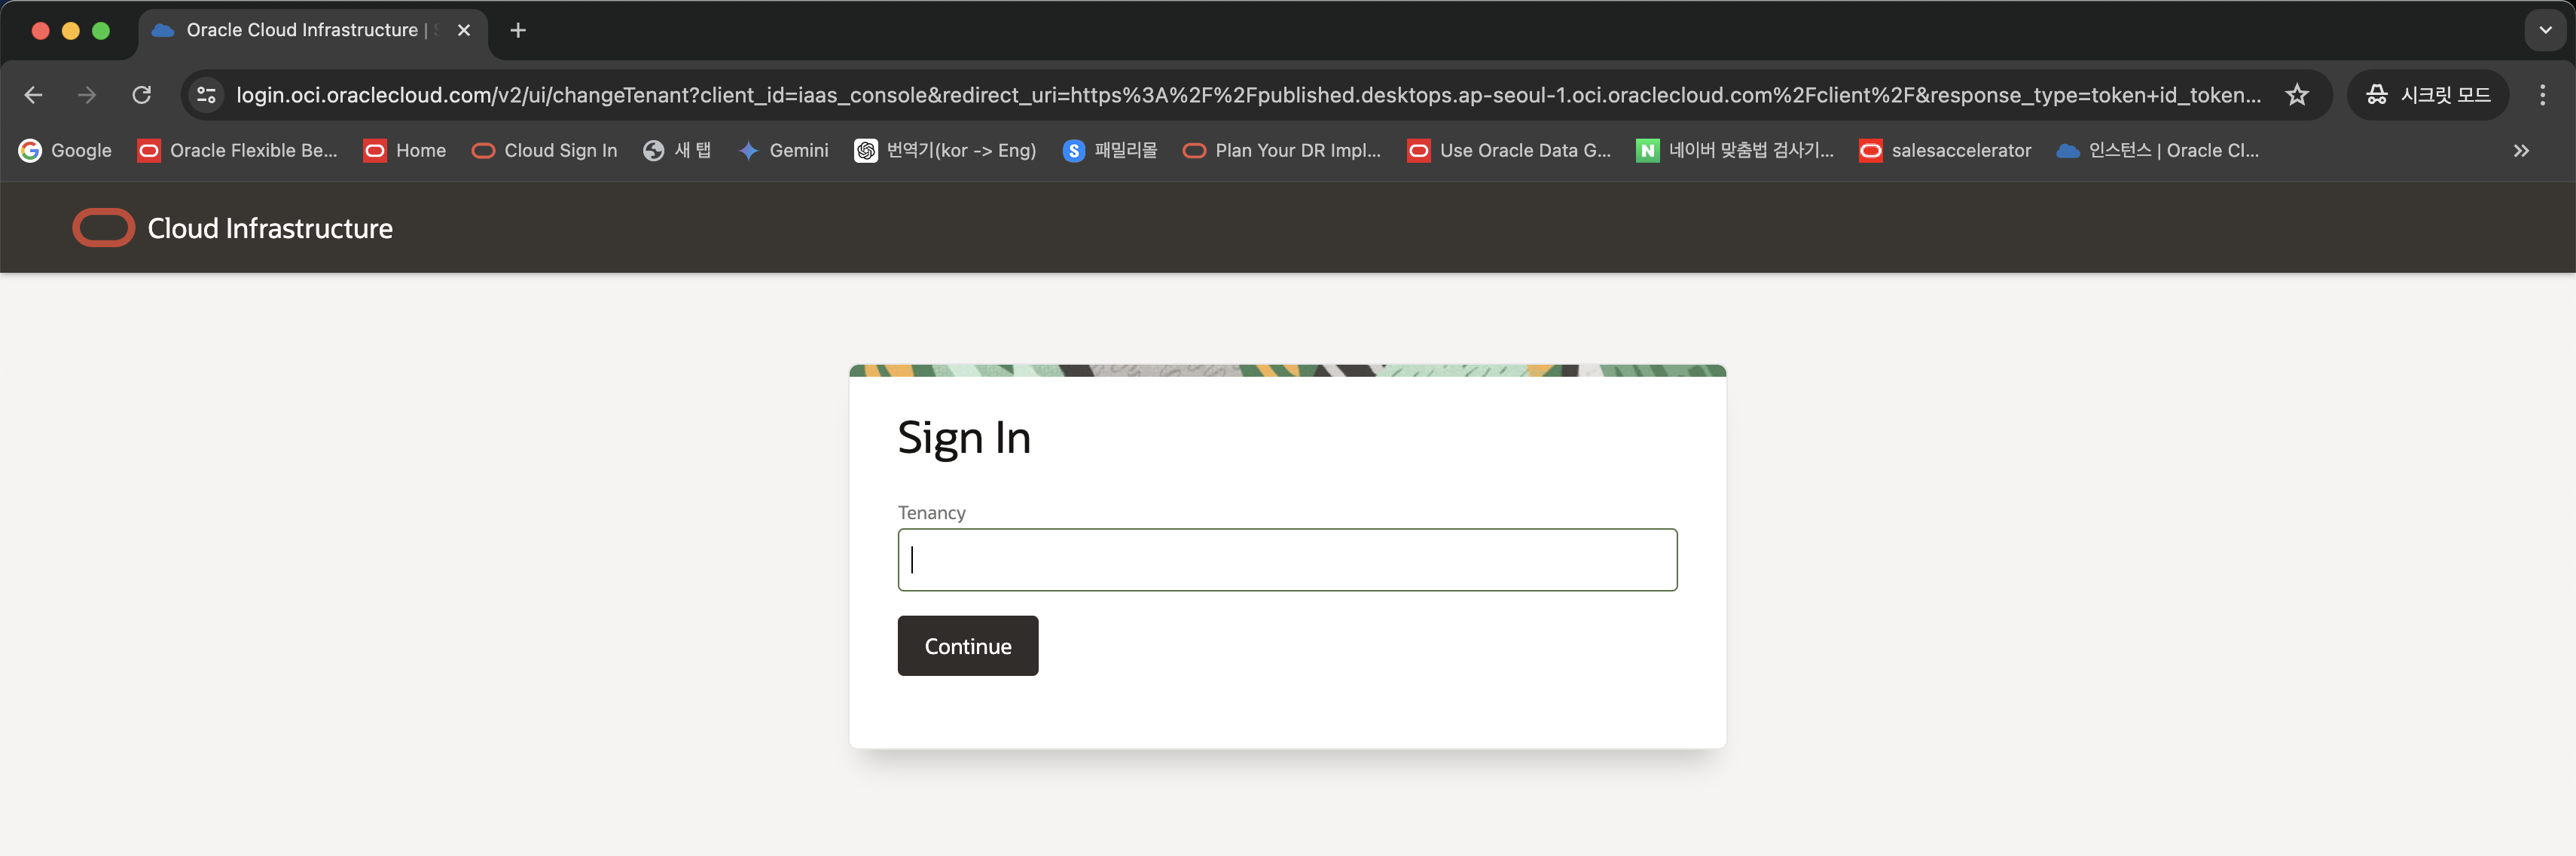 Oracle Cloud Infrastructure |
login.oci.oraclecloud.com/v2/ui/changeTenant?client_id=iaas_console&redirect_uri=https%3A%2F%2Fpublished.desktops.ap-seoul-1.oci.oraclecloud.com%2Fclient%2F&response_type=token+id_token... 시크릿 모드
Google Oracle Flexible Be... Home Cloud Sign In 새 탭 Gemini 번역기(kor -> Eng) S 패밀리몰 Plan Your DR Impl... Use Oracle Data G... N 네이버 맞춤법 검사기... salesaccelerator 인스턴스 | Oracle Cl...
Cloud Infrastructure
Sign In
Tenancy
Continue